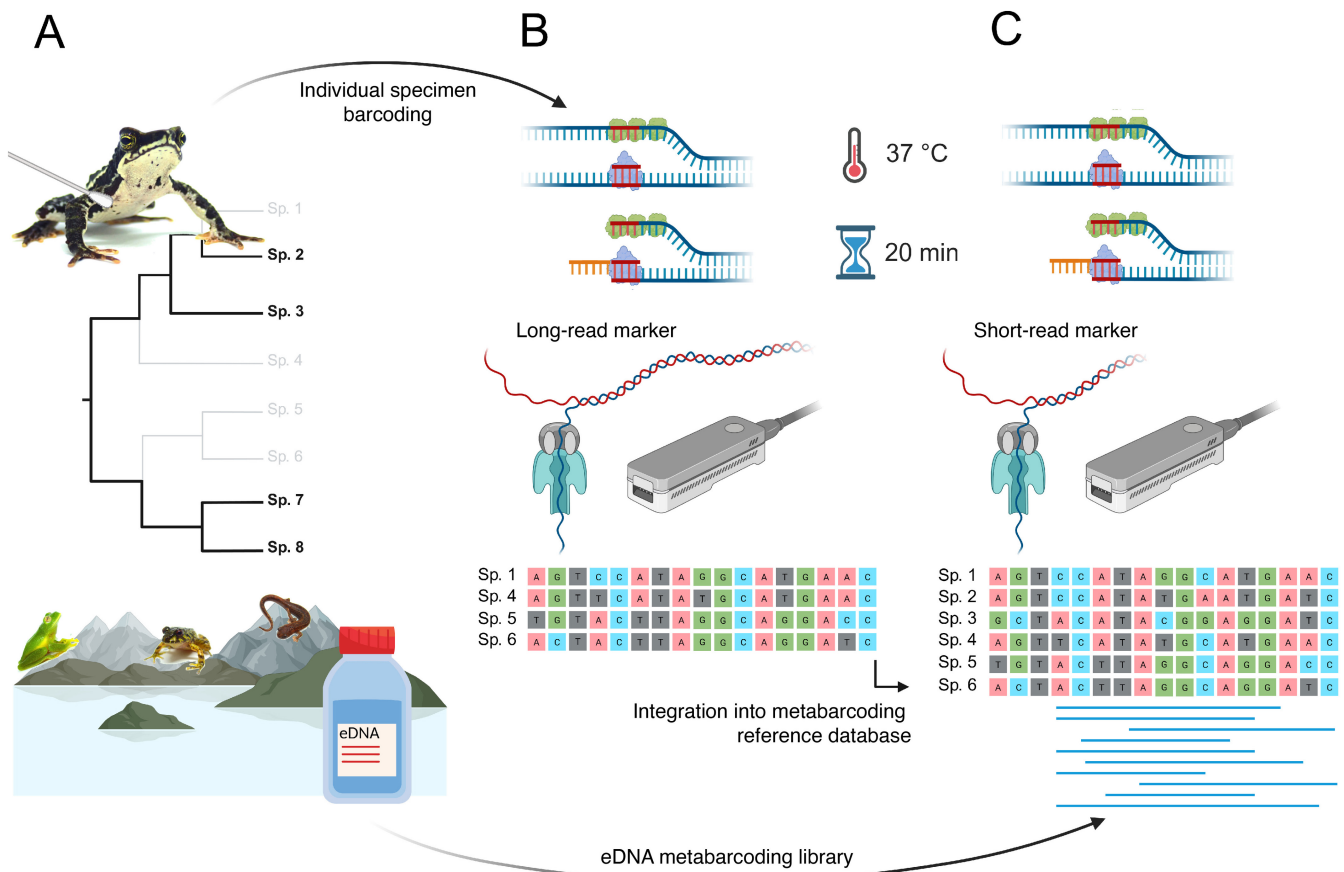 A
Individual specimen
barcoding
Sp. 1
Sp. 2
Sp. 3
Sp. 4
Sp. 5
Sp. 6
Sp. 7
Sp. 8
eDNA
B
37 °C
20 min
Long-read marker
Sp. 1 A G T C C A T A G G C A T G A A C
Sp. 4 A G T T C A T A T G C A T G A A C
Sp. 5 T G T A C T T A G G C A G G A C C
Sp. 6 A C T A C T T A G G C A G G A T C
Integration into metabarcoding
reference database
C
Short-read marker
Sp. 1 A G T C C A T A G G C A T G A A C
Sp. 2 A G T C C A T A T G A A T G A T C
Sp. 3 G C T A C A T A C G G A G G A T C
Sp. 4 A G T T C A T A T G C A T G A A C
Sp. 5 T G T A C T T A G G C A G G A C C
Sp. 6 A C T A C T T A G G C A G G A T C
eDNA metabarcoding library